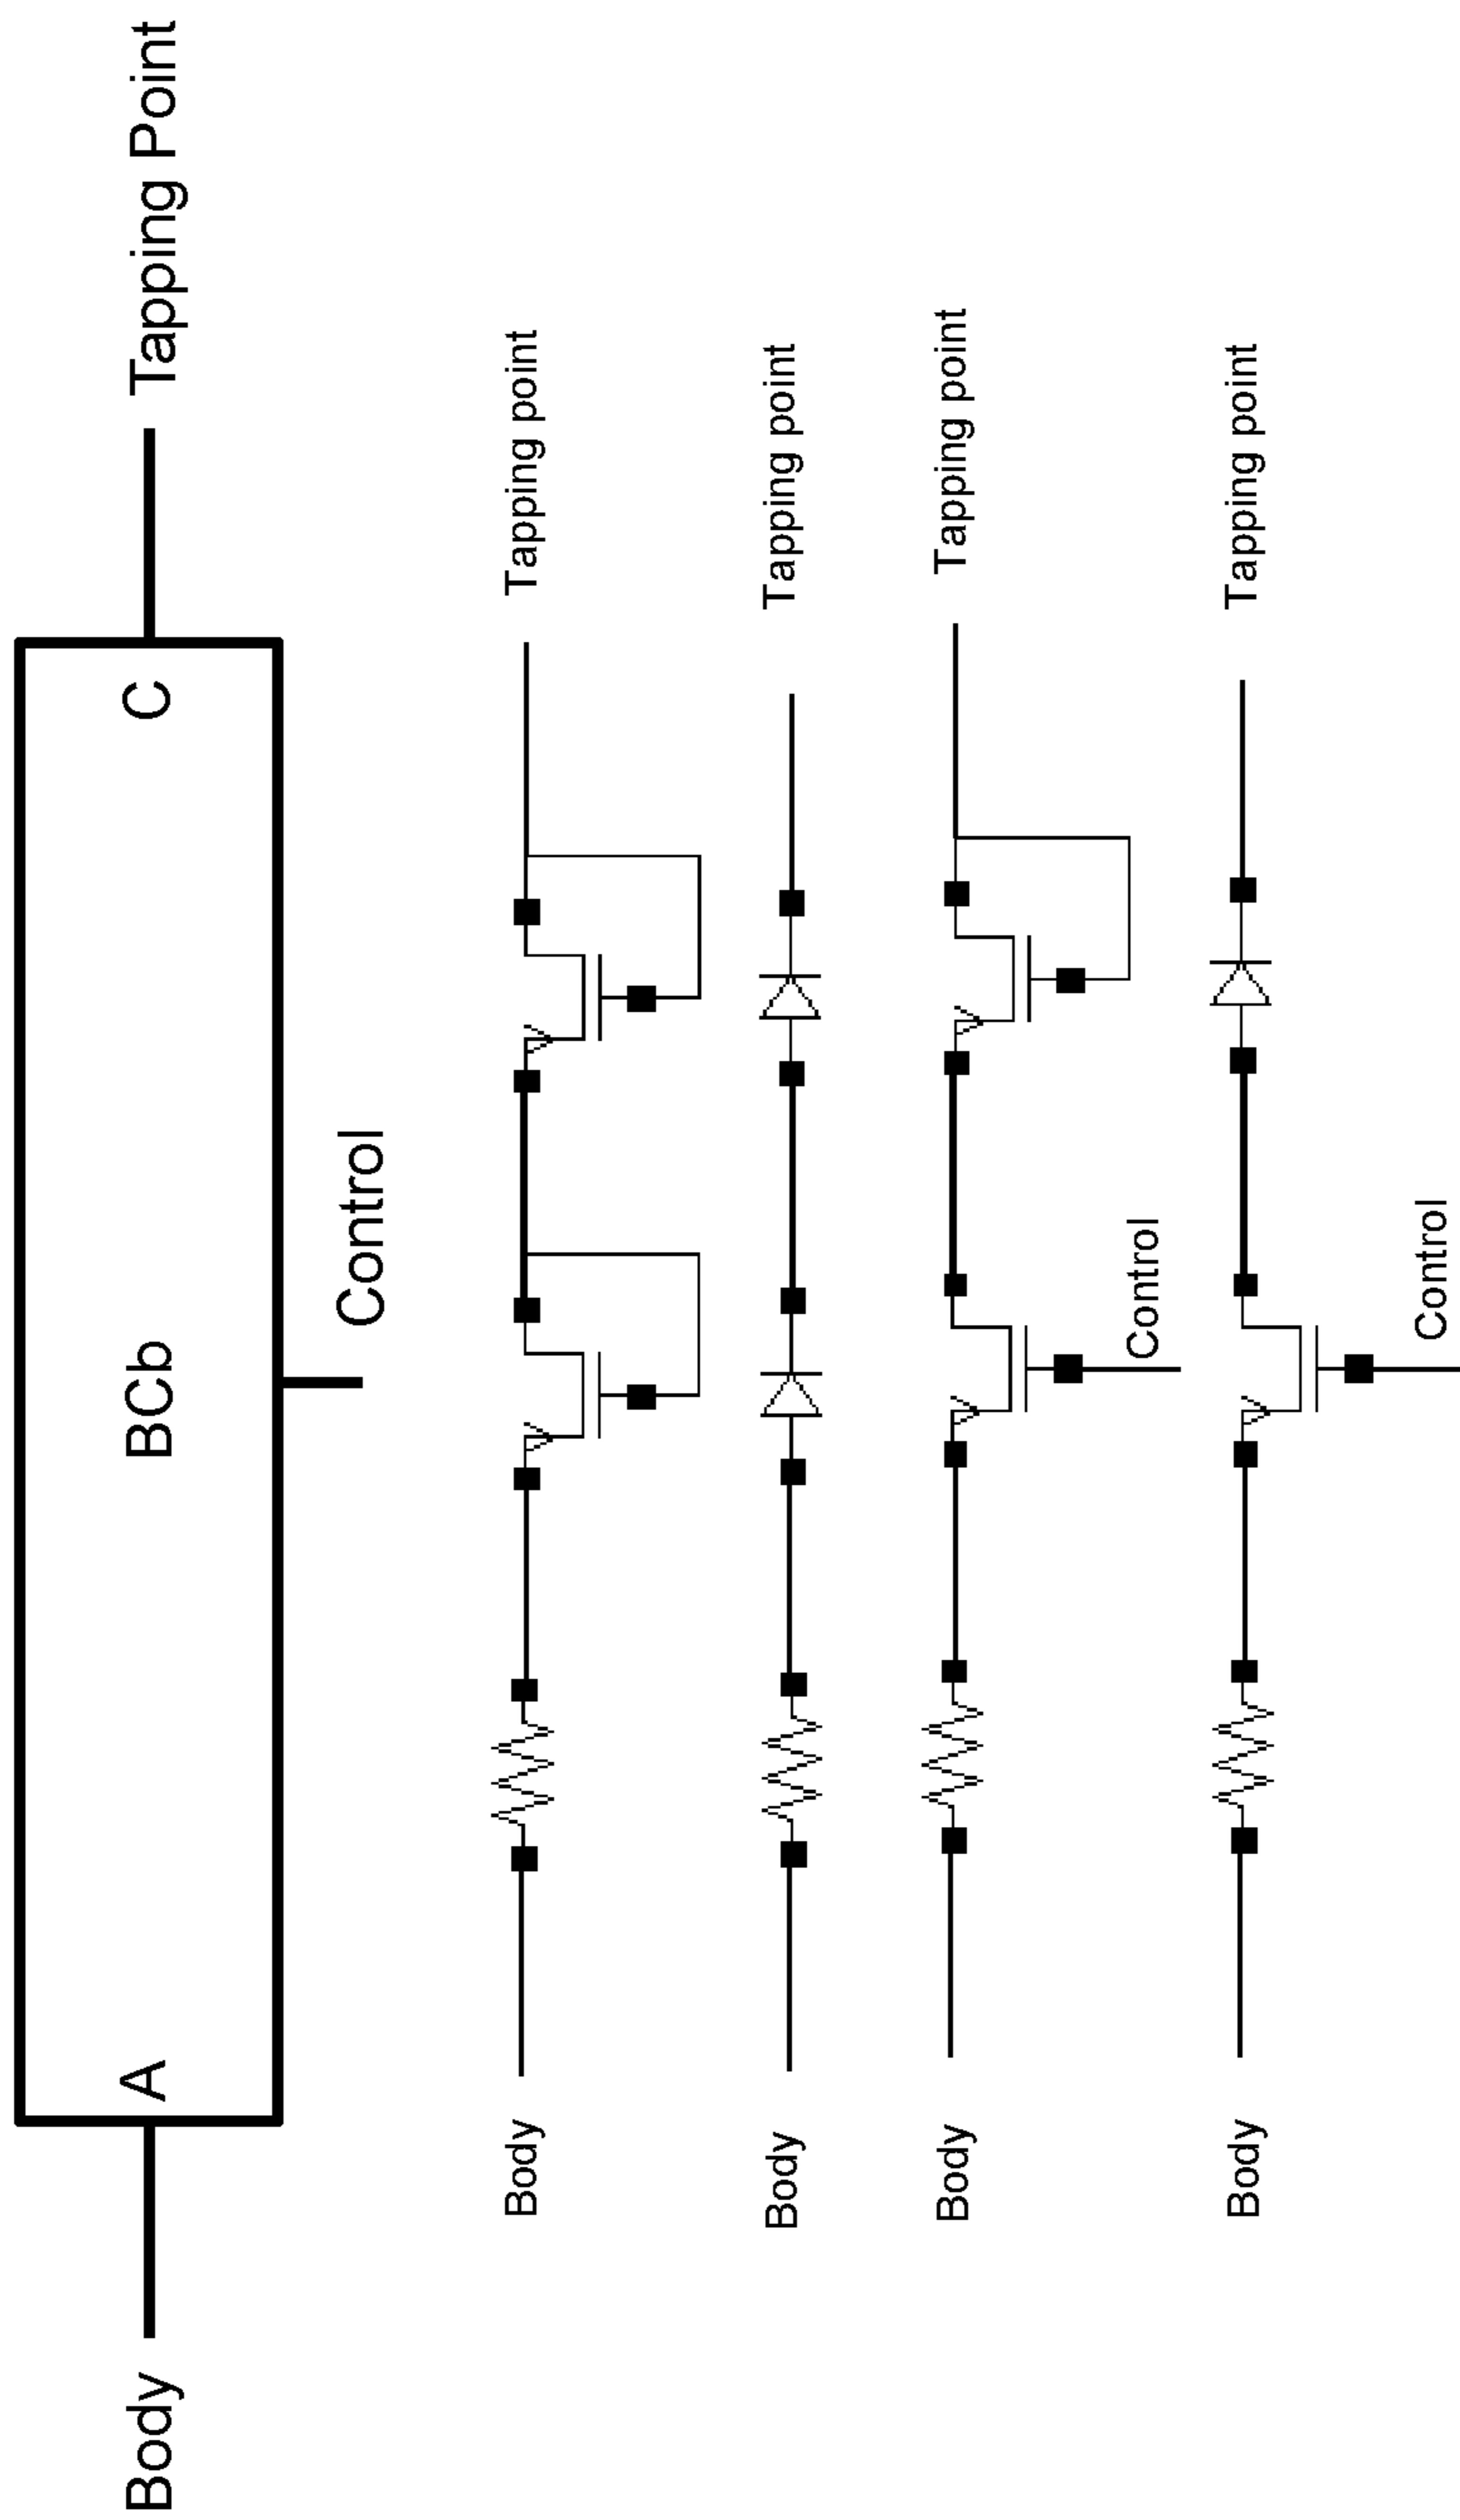 Body
A
BCb
C
Tapping Point
Control
Body
Tapping point
Body
Tapping point
Body
Control
Tapping point
Body
Control
Tapping point